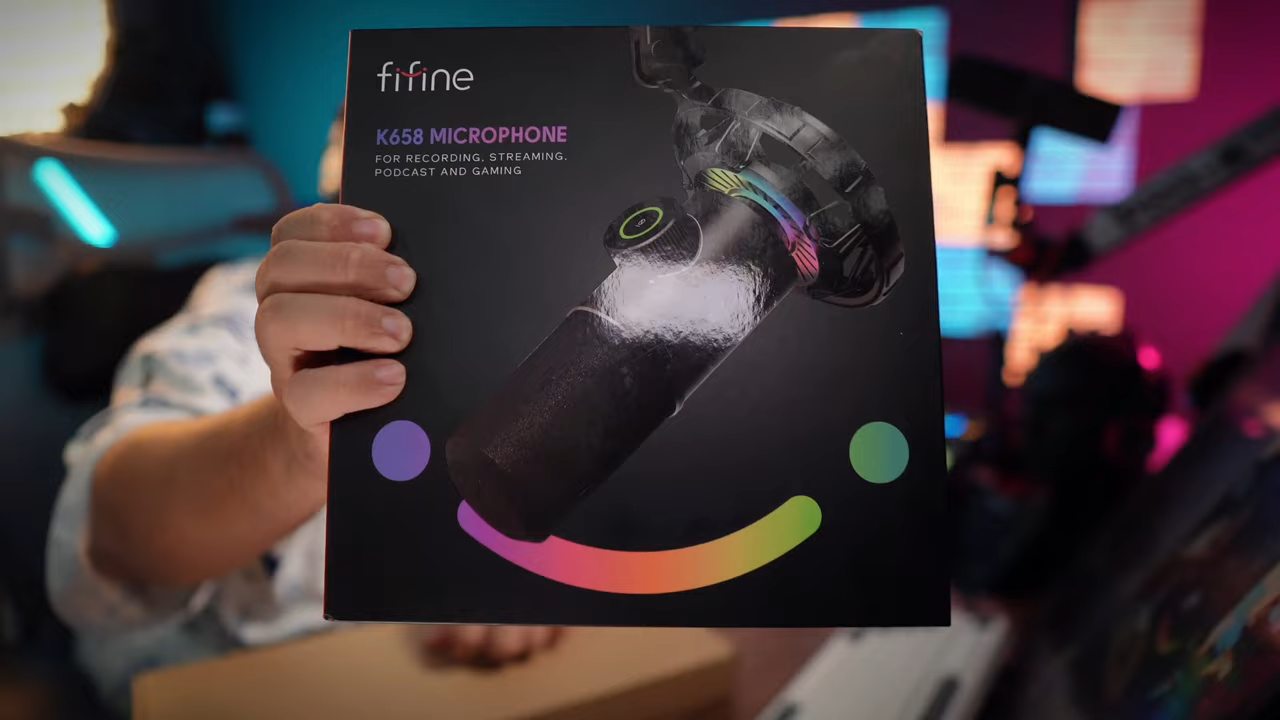 fifine
K658 MICROPHONE
FOR RECORDING. STREAMING.
PODCAST AND GAMING